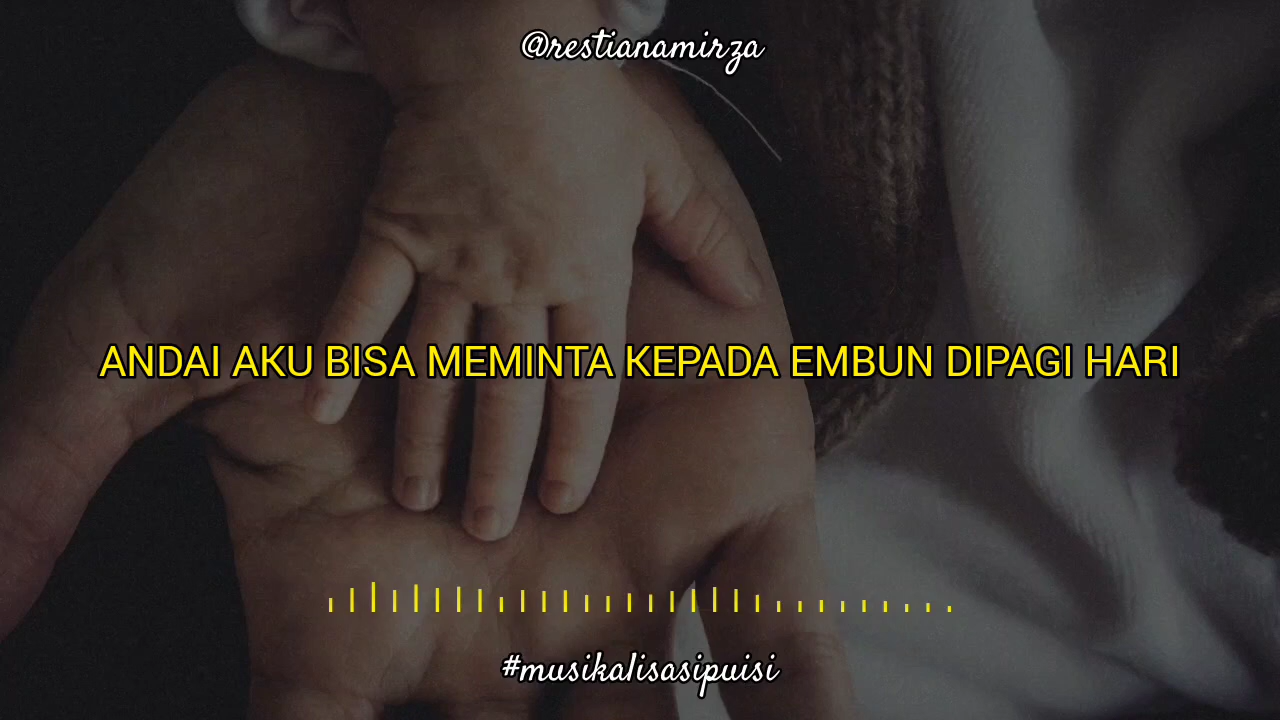 @restianamirza
ANDAI AKU BISA MEMINTA KEPADA EMBUN DIPAGI HARI
#musikalisasipuisi